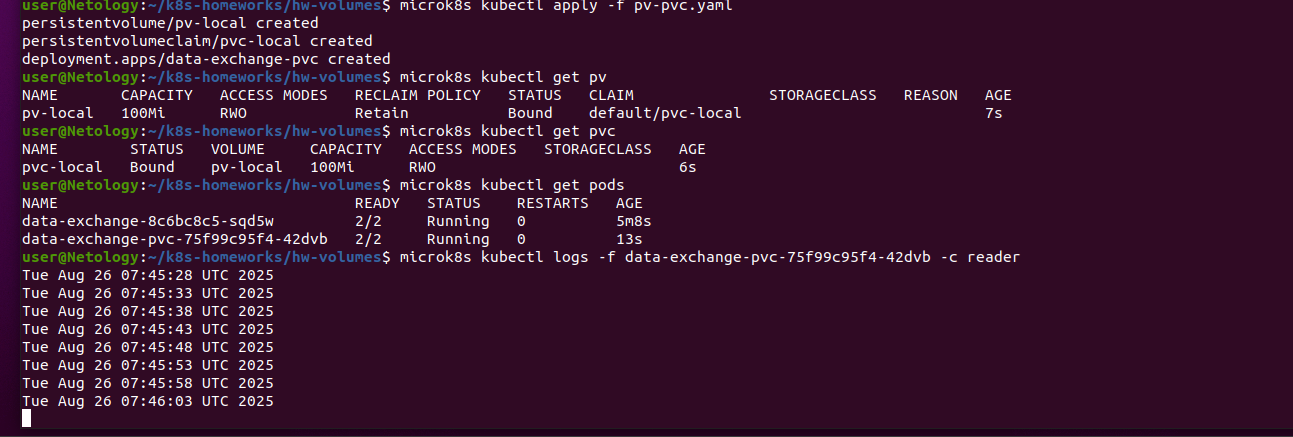 user@Netology:~/k8s-homeworks/hw-volumes$ microk8s kubectl apply -f pv-pvc.yaml
persistentvolume/pv-local created
persistentvolumeclaim/pvc-local created
deployment.apps/data-exchange-pvc created
user@Netology:~/k8s-homeworks/hw-volumes$ microk8s kubectl get pv
NAME       CAPACITY   ACCESS MODES   RECLAIM POLICY   STATUS   CLAIM               STORAGECLASS   REASON   AGE
pv-local   100Mi      RWO            Retain           Bound    default/pvc-local                           7s
user@Netology:~/k8s-homeworks/hw-volumes$ microk8s kubectl get pvc
NAME        STATUS   VOLUME     CAPACITY   ACCESS MODES   STORAGECLASS   AGE
pvc-local   Bound    pv-local   100Mi      RWO                           6s
user@Netology:~/k8s-homeworks/hw-volumes$ microk8s kubectl get pods
NAME                                 READY   STATUS    RESTARTS   AGE
data-exchange-8c6bc8c5-sqd5w         2/2     Running   0          5m8s
data-exchange-pvc-75f99c95f4-42dvb   2/2     Running   0          13s
user@Netology:~/k8s-homeworks/hw-volumes$ microk8s kubectl logs -f data-exchange-pvc-75f99c95f4-42dvb -c reader
Tue Aug 26 07:45:28 UTC 2025
Tue Aug 26 07:45:33 UTC 2025
Tue Aug 26 07:45:38 UTC 2025
Tue Aug 26 07:45:43 UTC 2025
Tue Aug 26 07:45:48 UTC 2025
Tue Aug 26 07:45:53 UTC 2025
Tue Aug 26 07:45:58 UTC 2025
Tue Aug 26 07:46:03 UTC 2025